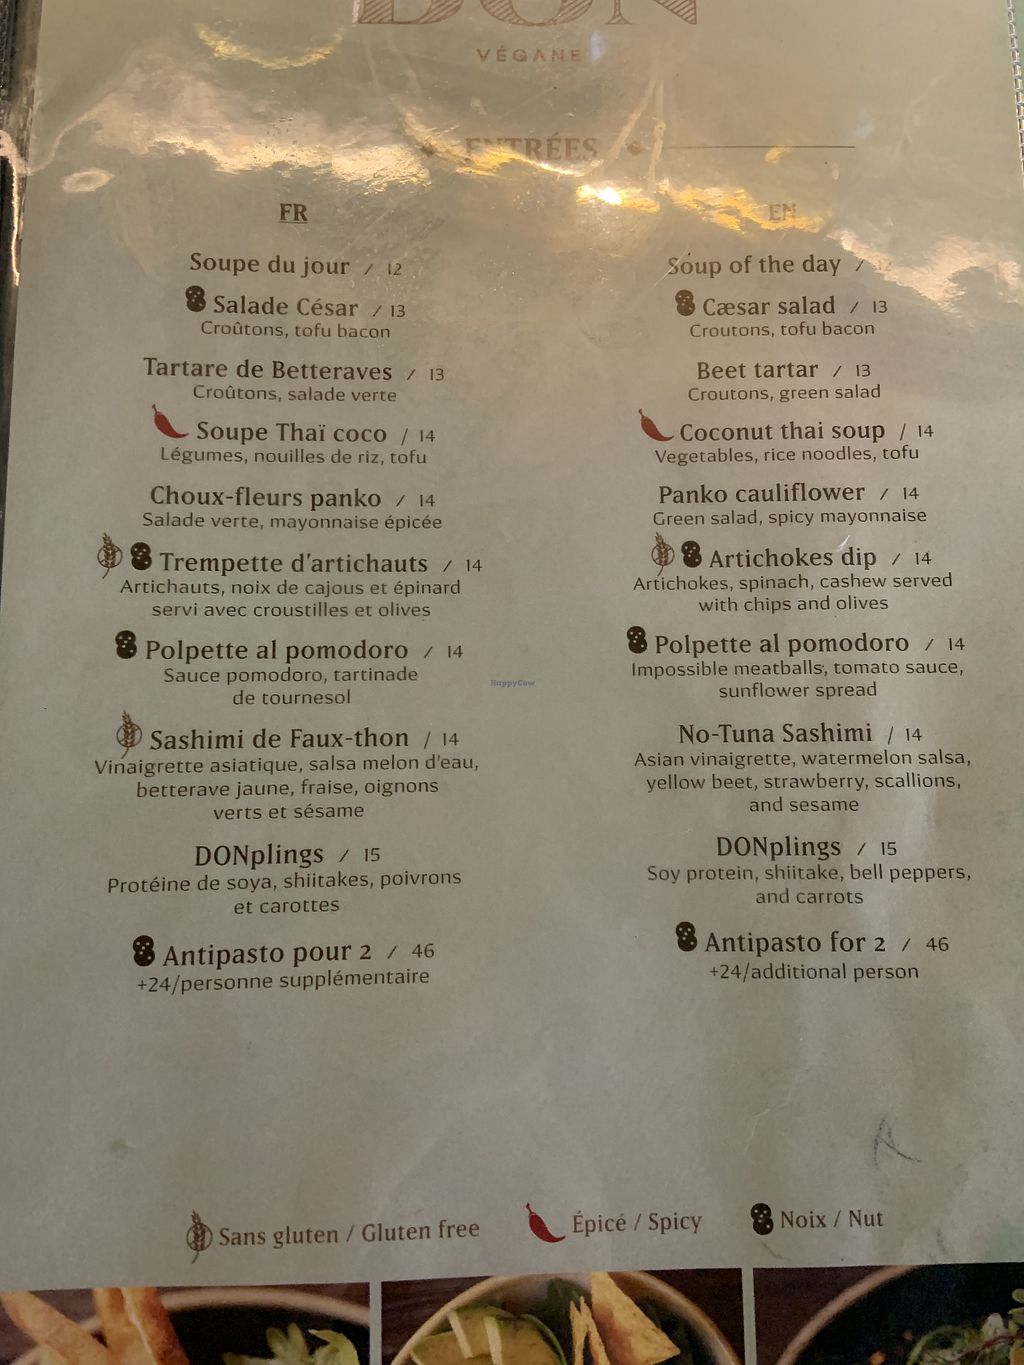 DON
VÉGANE
ENTRÉES
FR
Soupe du jour / 12
Salade César / 13
Croûtons, tofu bacon
Tartare de Betteraves / 13
Croûtons, salade verte
Soupe Thaï coco / 14
Légumes, nouilles de riz, tofu
Choux-fleurs panko / 14
Salade verte, mayonnaise épicée
Trempette d'artichauts / 14
Artichauts, noix de cajous et épinard
servi avec croustilles et olives
Polpette al pomodoro / 14
Sauce pomodoro, tartinade
de tournesol
Sashimi de Faux-thon / 14
Vinaigrette asiatique, salsa melon d'eau,
betterave jaune, fraise, oignons
verts et sésame
DONplings / 15
Protéine de soya, shiitakes, poivrons
et carottes
Antipasto pour 2 / 46
+24/personne supplémentaire
EN
Soup of the day / 12
Cæsar salad / 13
Croutons, tofu bacon
Beet tartar / 13
Croutons, green salad
Coconut thai soup / 14
Vegetables, rice noodles, tofu
Panko cauliflower / 14
Green salad, spicy mayonnaise
Artichokes dip / 14
Artichokes, spinach, cashew served
with chips and olives
Polpette al pomodoro / 14
Impossible meatballs, tomato sauce,
sunflower spread
No-Tuna Sashimi / 14
Asian vinaigrette, watermelon salsa,
yellow beet, strawberry, scallions,
and sesame
DONplings / 15
Soy protein, shiitake, bell peppers,
and carrots
Antipasto for 2 / 46
+24/additional person
HappyCow
Sans gluten / Gluten free
Épicé / Spicy
Noix / Nut